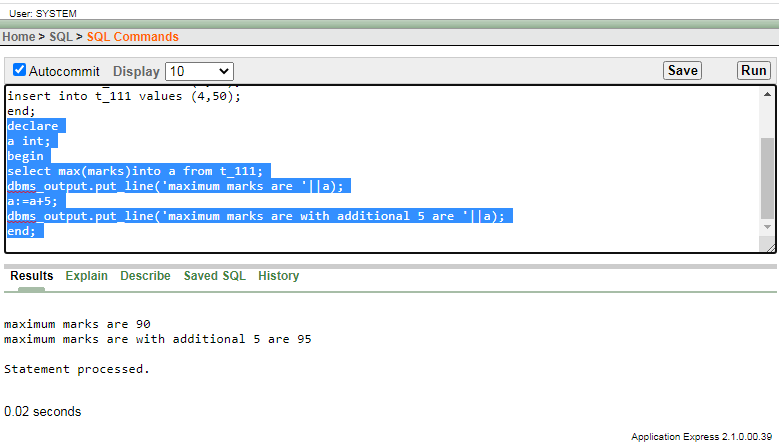 User: SYSTEM
Home > SQL > SQL Commands
Autocommit Display 10 Save Run
insert into t_111 values (4,50);
end;
declare
a int;
begin
select max(marks)into a from t_111;
dbms_output.put_line('maximum marks are '||a);
a:=a+5;
dbms_output.put_line('maximum marks are with additional 5 are '||a);
end;
Results Explain Describe Saved SQL History
maximum marks are 90
maximum marks are with additional 5 are 95
Statement processed.
0.02 seconds
Application Express 2.1.0.00.39